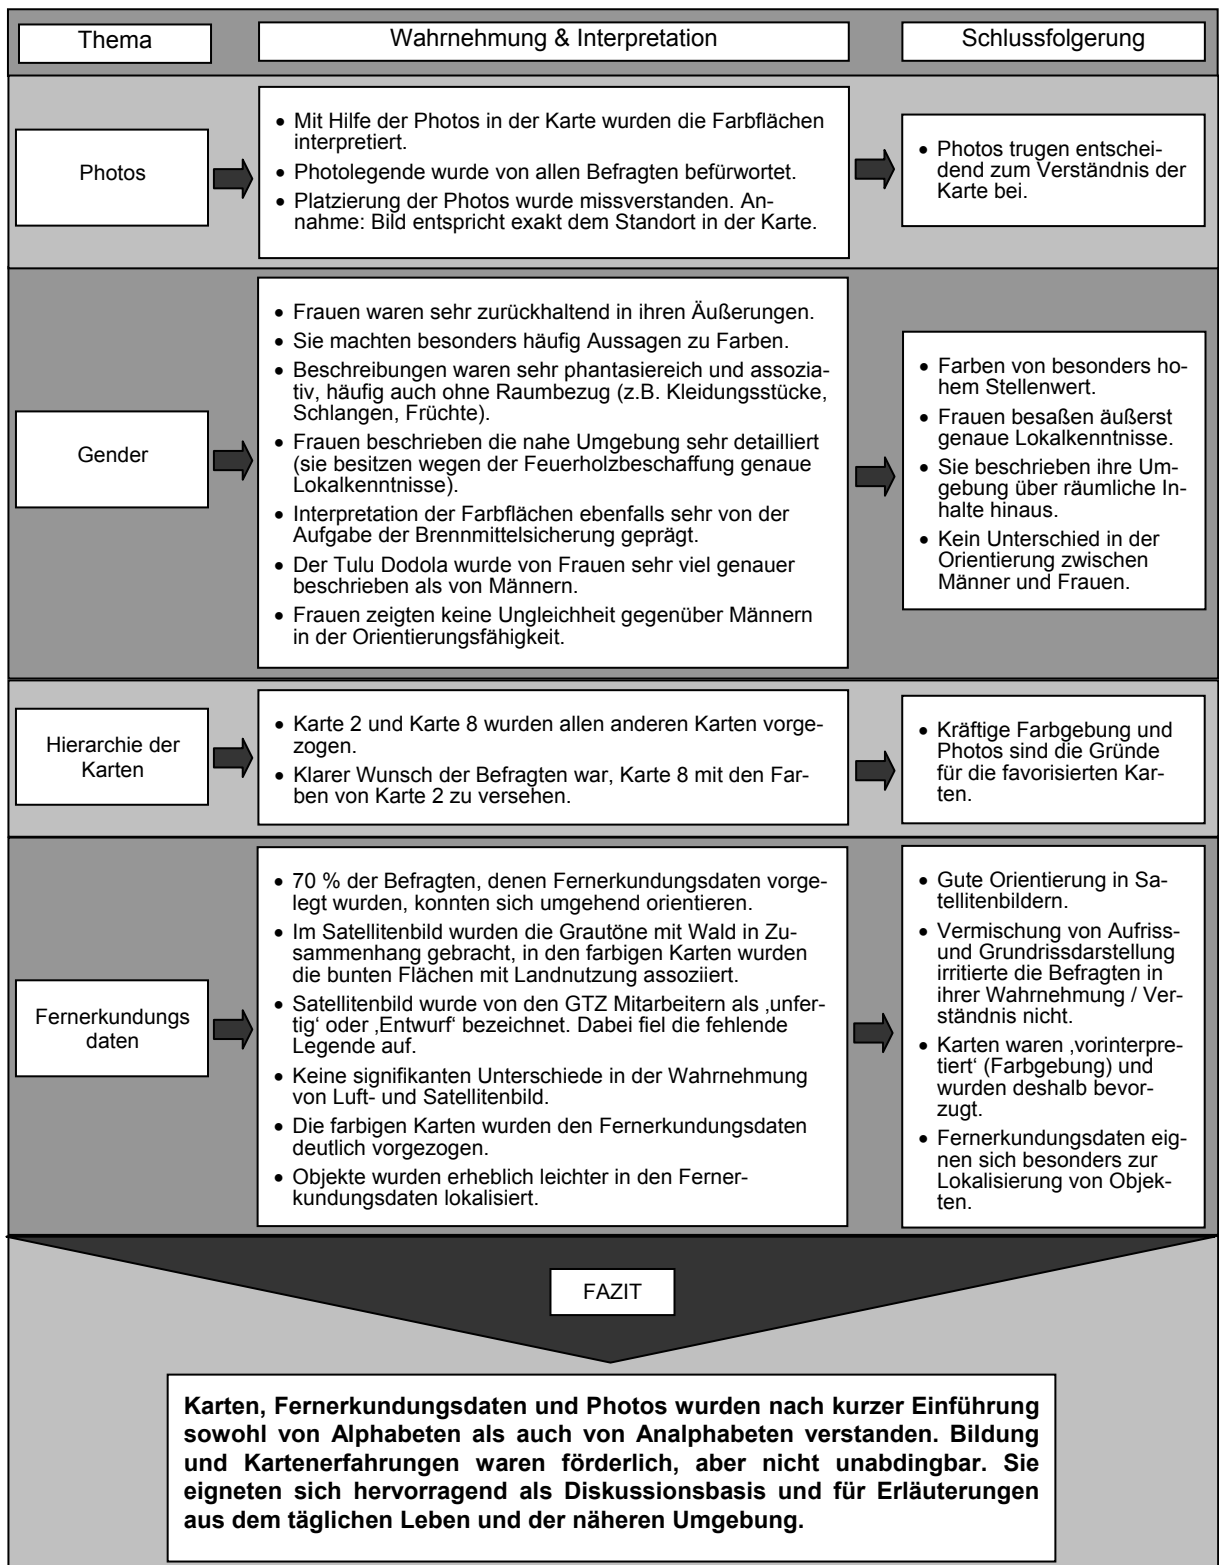 Thema
Wahrnehmung & Interpretation
Schlussfolgerung
Photos
• Mit Hilfe der Photos in der Karte wurden die Farbflächen
interpretiert.
• Photolegende wurde von allen Befragten befürwortet.
• Platzierung der Photos wurde missverstanden. An-
nahme: Bild entspricht exakt dem Standort in der Karte.
• Photos trugen entschei-
dend zum Verständnis der
Karte bei.
Gender
• Frauen waren sehr zurückhaltend in ihren Äußerungen.
• Sie machten besonders häufig Aussagen zu Farben.
• Beschreibungen waren sehr phantasiereich und assozia-
tiv, häufig auch ohne Raumbezug (z.B. Kleidungsstücke,
Schlangen, Früchte).
• Frauen beschrieben die nahe Umgebung sehr detailliert
(sie besitzen wegen der Feuerholzbeschaffung genaue
Lokalkenntnisse).
• Interpretation der Farbflächen ebenfalls sehr von der
Aufgabe der Brennmittelsicherung geprägt.
• Der Tulu Dodola wurde von Frauen sehr viel genauer
beschrieben als von Männern.
• Frauen zeigten keine Ungleichheit gegenüber Männern
in der Orientierungsfähigkeit.
• Farben von besonders ho-
hem Stellenwert.
• Frauen besaßen äußerst
genaue Lokalkenntnisse.
• Sie beschrieben ihre Um-
gebung über räumliche In-
halte hinaus.
• Kein Unterschied in der
Orientierung zwischen
Männer und Frauen.
Hierarchie der
Karten
• Karte 2 und Karte 8 wurden allen anderen Karten vorge-
zogen.
• Klarer Wunsch der Befragten war, Karte 8 mit den Far-
ben von Karte 2 zu versehen.
• Kräftige Farbgebung und
Photos sind die Gründe
für die favorisierten Kar-
ten.
Fernerkundungs
daten
• 70 % der Befragten, denen Fernerkundungsdaten vorge-
legt wurden, konnten sich umgehend orientieren.
• Im Satellitenbild wurden die Grautöne mit Wald in Zu-
sammenhang gebracht, in den farbigen Karten wurden
die bunten Flächen mit Landnutzung assoziiert.
• Satellitenbild wurde von den GTZ Mitarbeitern als ‚unfer-
tig‘ oder ‚Entwurf‘ bezeichnet. Dabei fiel die fehlende
Legende auf.
• Keine signifikanten Unterschiede in der Wahrnehmung
von Luft- und Satellitenbild.
• Die farbigen Karten wurden den Fernerkundungsdaten
deutlich vorgezogen.
• Objekte wurden erheblich leichter in den Ferner-
kundungsdaten lokalisiert.
• Gute Orientierung in Sa-
tellitenbildern.
• Vermischung von Aufriss-
und Grundrissdarstellung
irritierte die Befragten in
ihrer Wahrnehmung / Ver-
ständnis nicht.
• Karten waren ‚vorinterpre-
tiert‘ (Farbgebung) und
wurden deshalb bevor-
zugt.
• Fernerkundungsdaten eig-
nen sich besonders zur
Lokalisierung von Objek-
ten.
FAZIT
Karten, Fernerkundungsdaten und Photos wurden nach kurzer Einführung
sowohl von Alphabeten als auch von Analphabeten verstanden. Bildung
und Kartenerfahrungen waren förderlich, aber nicht unabdingbar. Sie
eigneten sich hervorragend als Diskussionsbasis und für Erläuterungen
aus dem täglichen Leben und der näheren Umgebung.